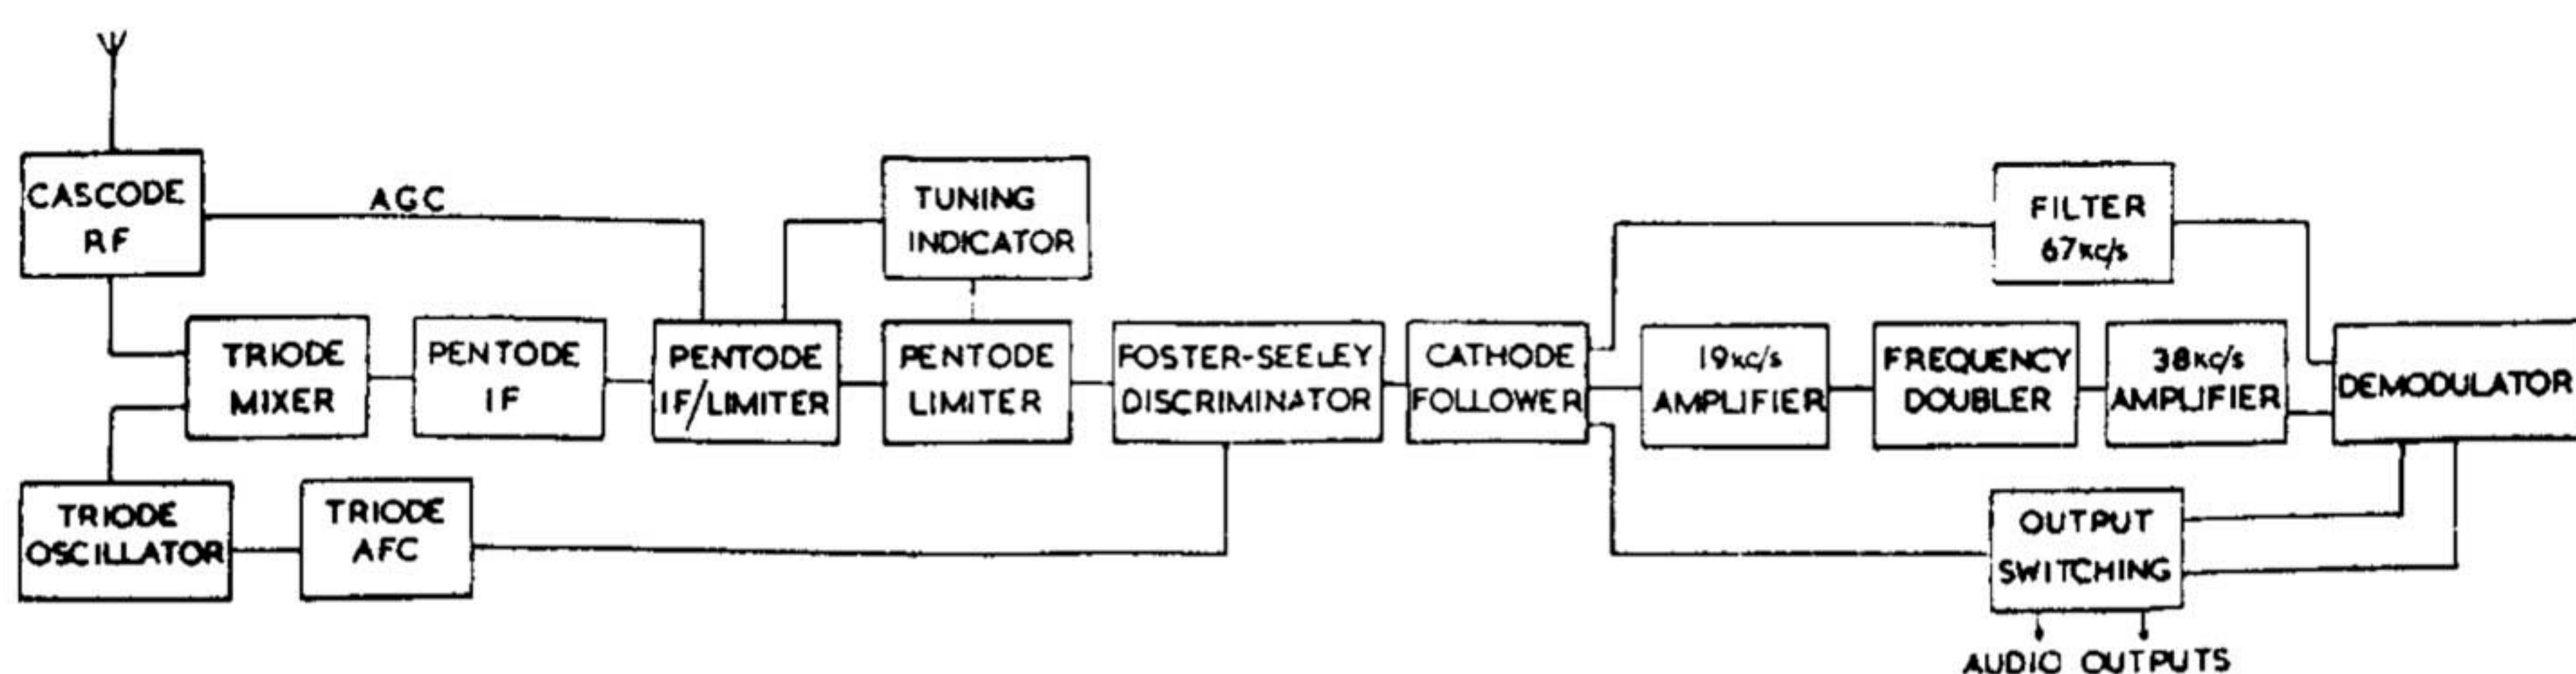 CASCODE
RF
AGC
TUNING
INDICATOR
FILTER
67kc/s
TRIODE
MIXER
PENTODE
IF
PENTODE
IF/LIMITER
PENTODE
LIMITER
FOSTER-SEELEY
DISCRIMINATOR
CATHODE
FOLLOWER
19kc/s
AMPLIFIER
FREQUENCY
DOUBLER
38kc/s
AMPLIFIER
DEMODULATOR
TRIODE
OSCILLATOR
TRIODE
AFC
OUTPUT
SWITCHING
AUDIO OUTPUTS